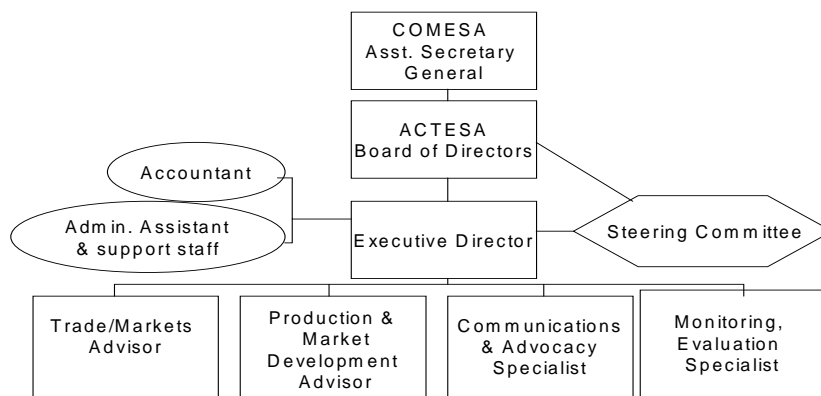 COMESA
Asst. Secretary
General
ACTESA
Board of Directors
Accountant
Admin. Assistant
& support staff
Executive Director
Steering Committee
Trade/Markets
Advisor
Production &
Market
Development
Advisor
Communications
& Advocacy
Specialist
Monitoring,
Evaluation
Specialist